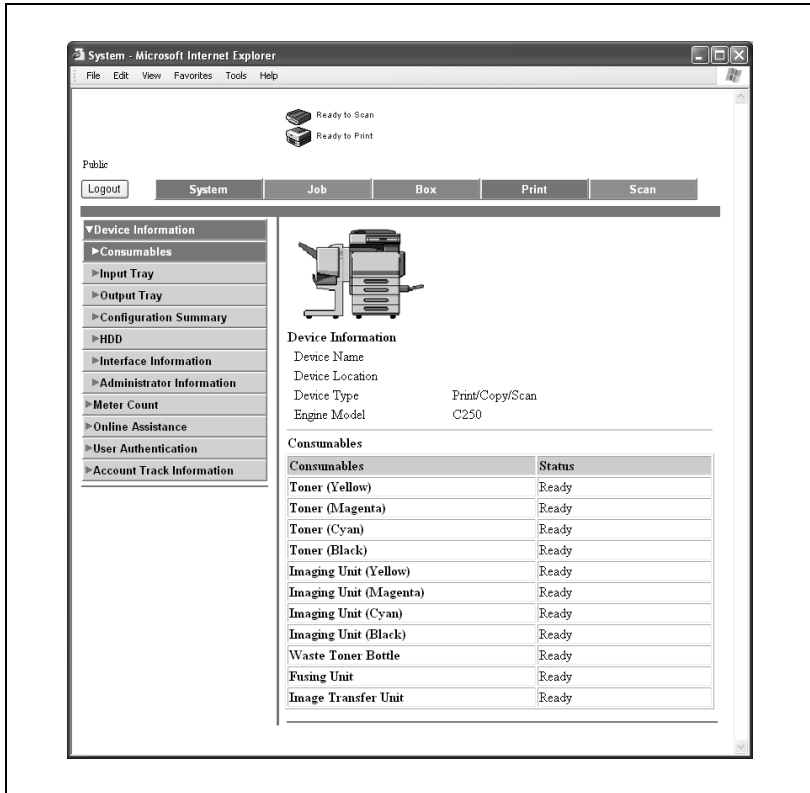 System - Microsoft Internet Explorer
File Edit View Favorites Tools Help
Ready to Scan
Ready to Print
Public
Logout System Job Box Print Scan
Device Information
Consumables
Input Tray
Output Tray
Configuration Summary
HDD
Interface Information
Administrator Information
Meter Count
Online Assistance
User Authentication
Account Track Information
Device Information
Device Name
Device Location
Device Type Print/Copy/Scan
Engine Model C250
Consumables
Consumables Status
Toner (Yellow) Ready
Toner (Magenta) Ready
Toner (Cyan) Ready
Toner (Black) Ready
Imaging Unit (Yellow) Ready
Imaging Unit (Magenta) Ready
Imaging Unit (Cyan) Ready
Imaging Unit (Black) Ready
Waste Toner Bottle Ready
Fusing Unit Ready
Image Transfer Unit Ready